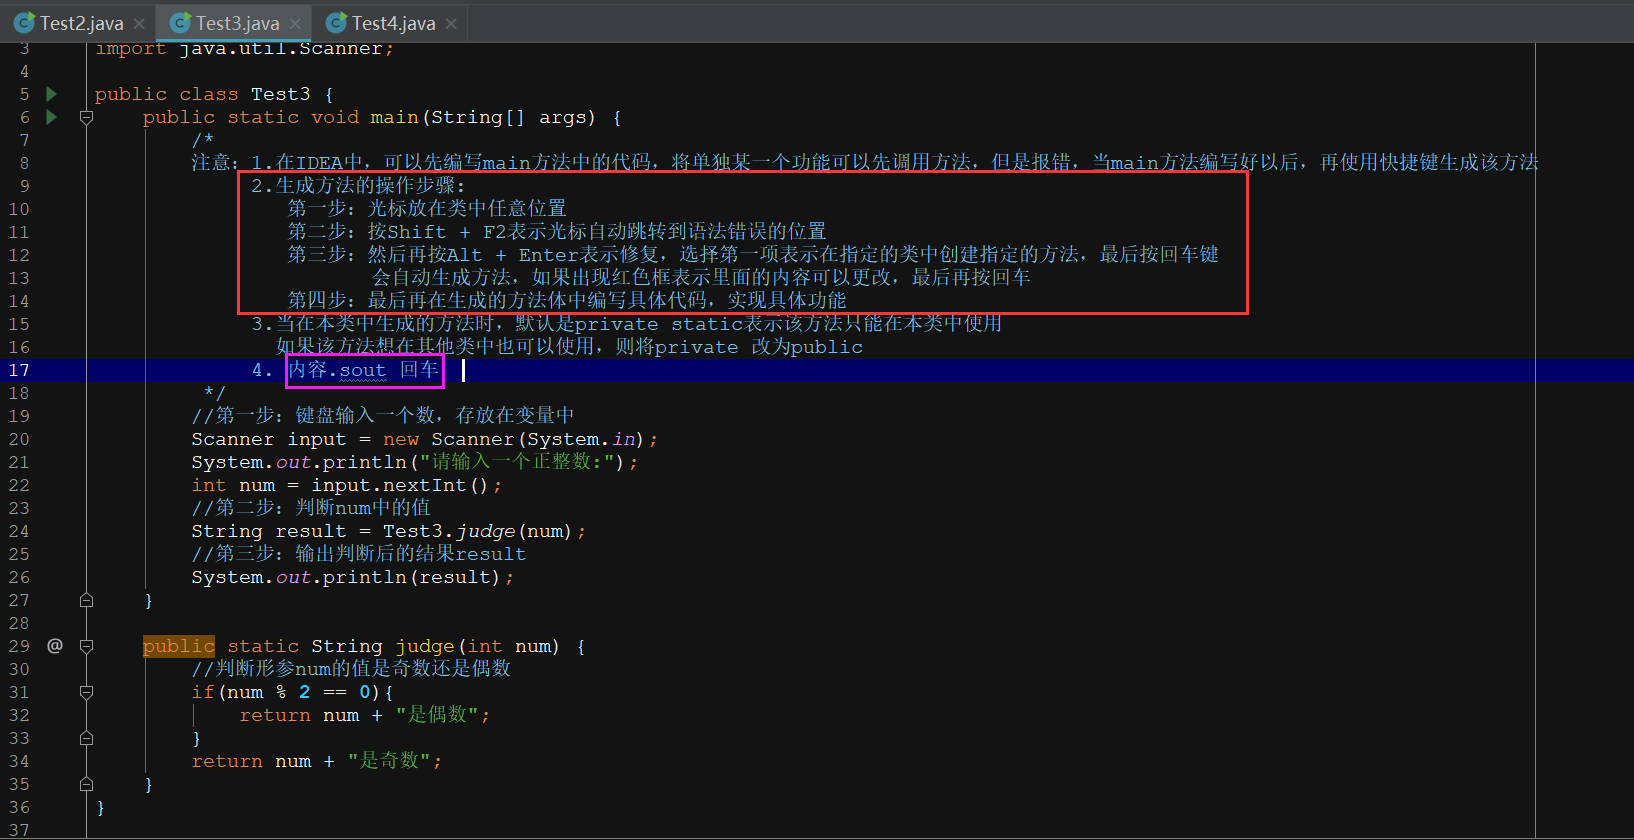 Test2.java Test3.java Test4.java
3 import java.util.Scanner;
4
5 public class Test3 {
6 public static void main(String[] args) {
7 /*
8 注意：1.在IDEA中，可以先编写main方法中的代码，将单独某一个功能可以先调用方法，但是报错，当main方法编写好以后，再使用快捷键生成该方法
9 2.生成方法的操作步骤：
10 第一步：光标放在类中任意位置
11 第二步：按Shift + F2表示光标自动跳转到语法错误的位置
12 第三步：然后再按Alt + Enter表示修复，选择第一项表示在指定的类中创建指定的方法，最后按回车键
13 会自动生成方法，如果出现红色框表示里面的内容可以更改，最后再按回车
14 第四步：最后再在生成的方法体中编写具体代码，实现具体功能
15 3.当在本类中生成的方法时，默认是private static表示该方法只能在本类中使用
16 如果该方法想在其他类中也可以使用，则将private 改为public
17 4. 内容.sout 回车
18 */
19 //第一步：键盘输入一个数，存放在变量中
20 Scanner input = new Scanner(System.in);
21 System.out.println("请输入一个正整数:");
22 int num = input.nextInt();
23 //第二步：判断num中的值
24 String result = Test3.judge(num);
25 //第三步：输出判断后的结果result
26 System.out.println(result);
27 }
28
29 @ public static String judge(int num) {
30 //判断形参num的值是奇数还是偶数
31 if(num % 2 == 0){
32 return num + "是偶数";
33 }
34 return num + "是奇数";
35 }
36 }
37